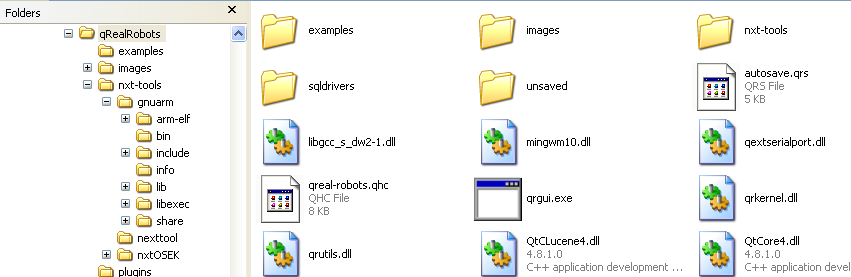 Folders
qRealRobots
examples
images
nxt-tools
gnuarm
arm-elf
bin
include
info
lib
libexec
share
nexttool
nxtOSEK
plugins
examples
images
nxt-tools
sqldrivers
unsaved
autosave.qrs
QRS File
5 KB
libgcc_s_dw2-1.dll
mingwm10.dll
qextserialport.dll
qreal-robots.qhc
QHC File
8 KB
qrgui.exe
qrkernel.dll
qrutils.dll
QtCLucene4.dll
4.8.1.0
C++ application development ...
QtCore4.dll
4.8.1.0
C++ application devel